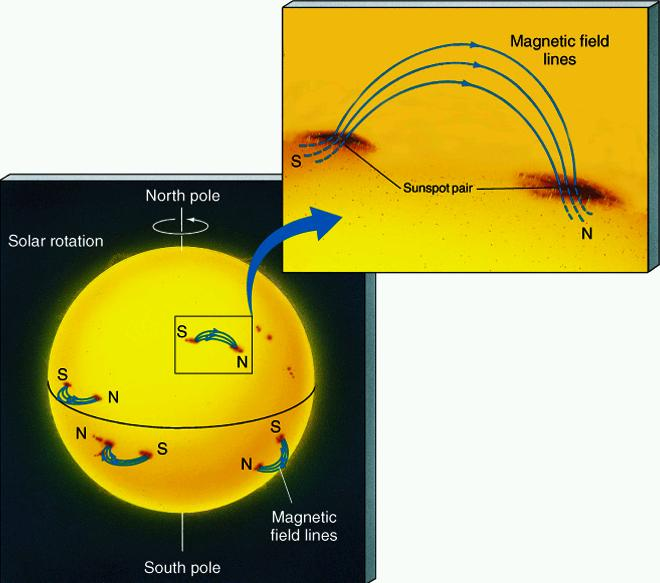 Magnetic field
lines
S
Sunspot pair
N
North pole
Solar rotation
S
N
S
N
N
S
S
N
Magnetic
field lines
South pole